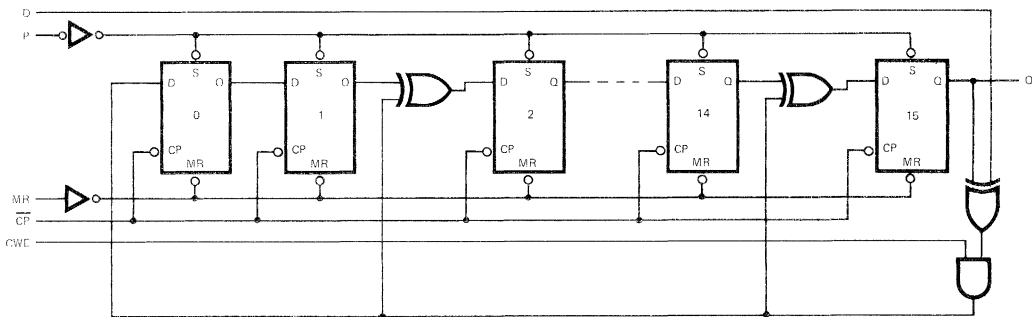 D
P
S S S S S
D Q D Q D Q D Q D Q Q
0 1 2 14 15
CP CP CP CP CP
MR MR MR MR MR
MR
CP
CWE